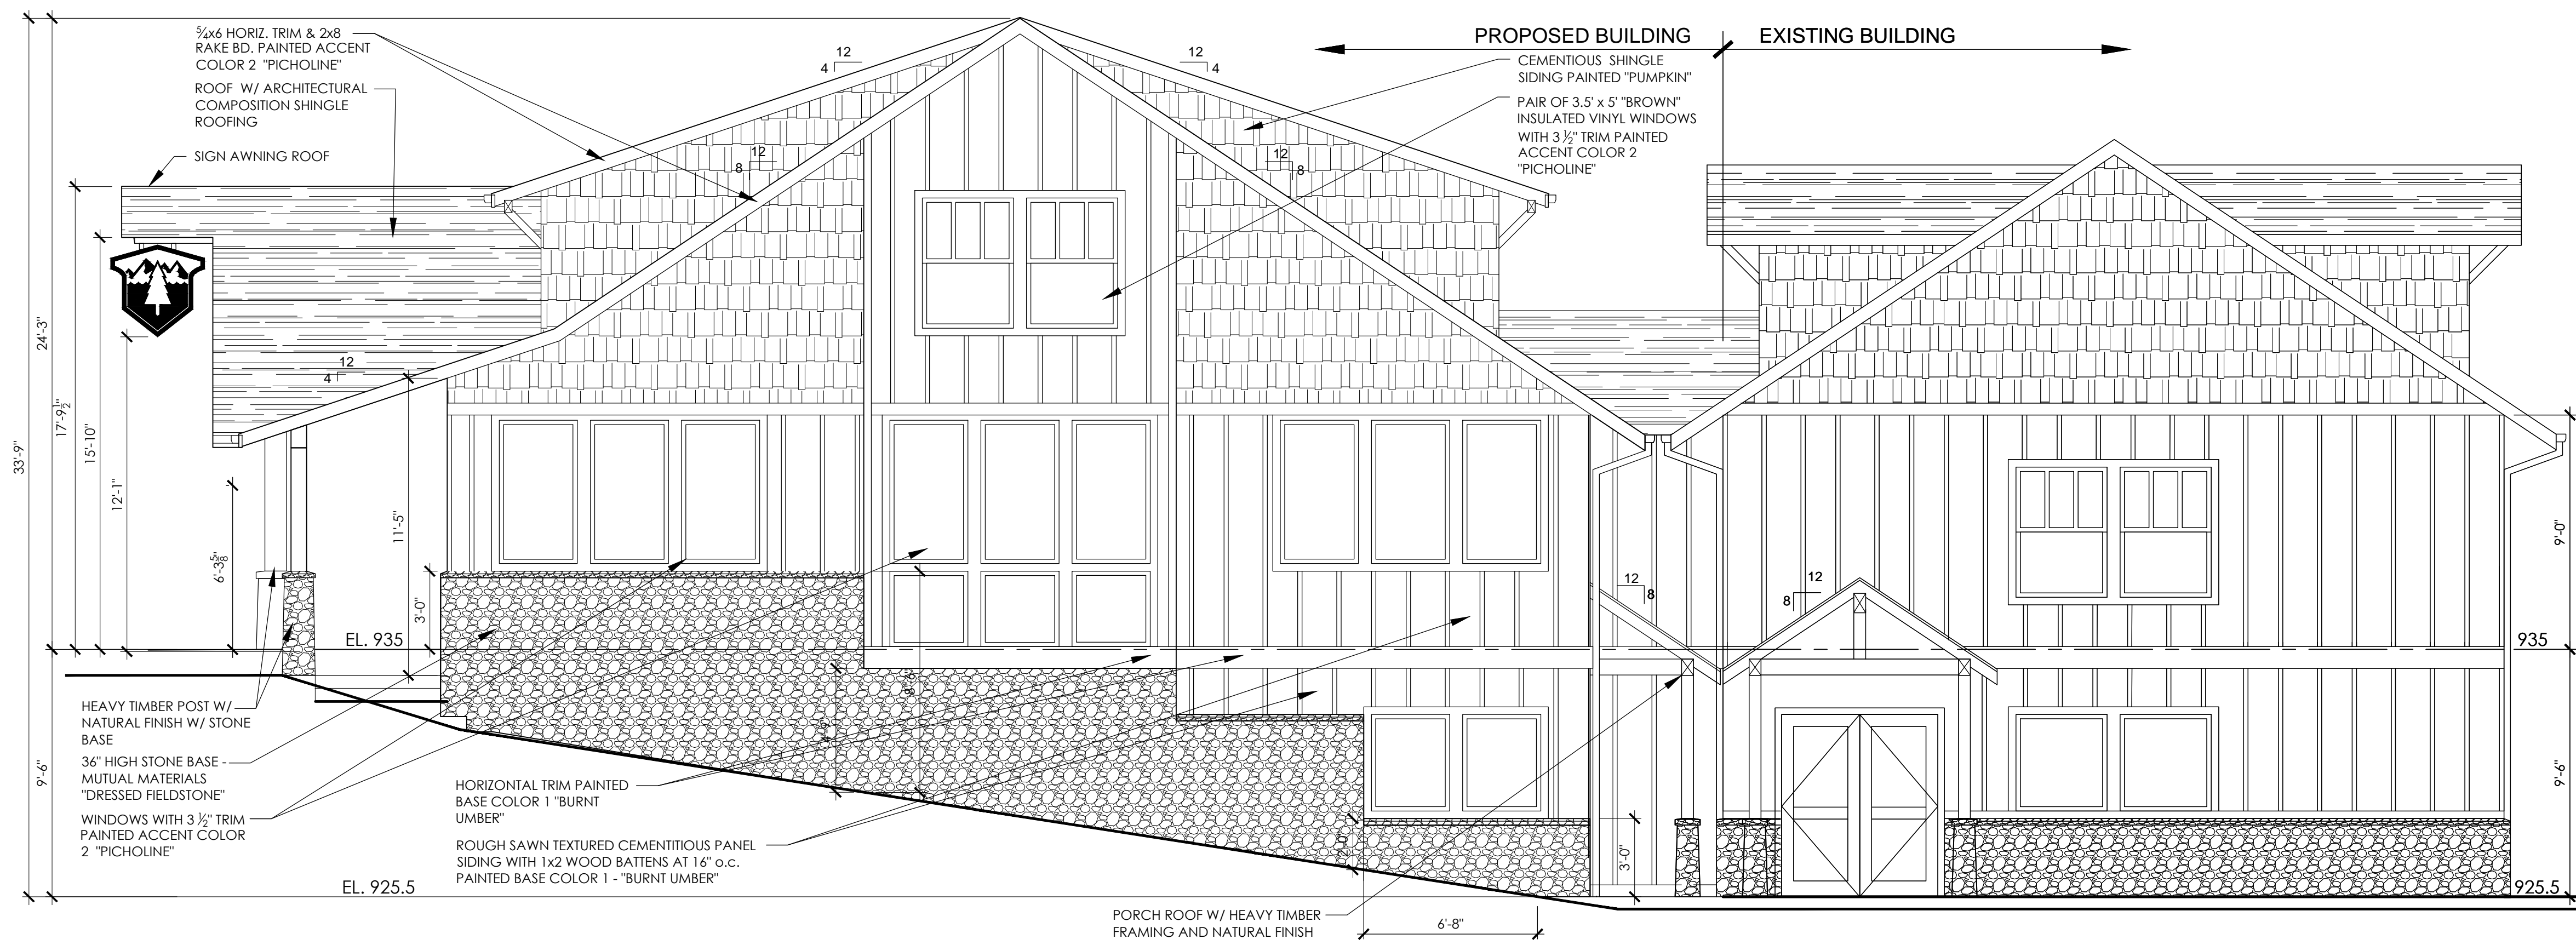 PROPOSED BUILDING
EXISTING BUILDING
⁵⁄₄x6 HORIZ. TRIM & 2x8
RAKE BD. PAINTED ACCENT
COLOR 2 "PICHOLINE"
ROOF W/ ARCHITECTURAL
COMPOSITION SHINGLE
ROOFING
SIGN AWNING ROOF
CEMENTIOUS SHINGLE
SIDING PAINTED "PUMPKIN"
PAIR OF 3.5' x 5' "BROWN"
INSULATED VINYL WINDOWS
WITH 3 ½" TRIM PAINTED
ACCENT COLOR 2
"PICHOLINE"
12
4
12
4
12
8
12
8
12
4
12
8
12
8
33'-9"
24'-3"
17'-9½"
15'-10"
12'-1"
6'-3⅝"
11'-5"
3'-0"
9'-6"
8'-6"
4'-9"
2'-0"
3'-0"
6'-8"
9'-0"
9'-6"
EL. 935
935
EL. 925.5
925.5
HEAVY TIMBER POST W/
NATURAL FINISH W/ STONE
BASE
36" HIGH STONE BASE -
MUTUAL MATERIALS
"DRESSED FIELDSTONE"
WINDOWS WITH 3 ½" TRIM
PAINTED ACCENT COLOR
2 "PICHOLINE"
HORIZONTAL TRIM PAINTED
BASE COLOR 1 "BURNT
UMBER"
ROUGH SAWN TEXTURED CEMENTITIOUS PANEL
SIDING WITH 1x2 WOOD BATTENS AT 16" o.c.
PAINTED BASE COLOR 1 - "BURNT UMBER"
PORCH ROOF W/ HEAVY TIMBER
FRAMING AND NATURAL FINISH